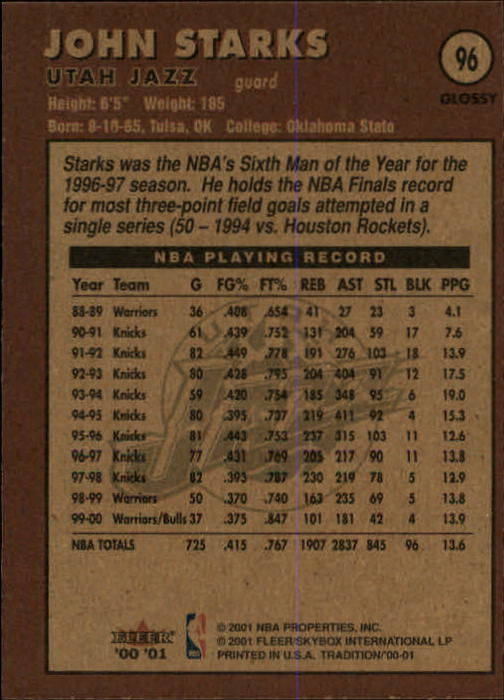 JOHN STARKS
UTAH JAZZ guard
96
GLOSSY
Height: 6'5" Weight: 185
Born: 8-10-65, Tulsa, OK College: Oklahoma State
Starks was the NBA's Sixth Man of the Year for the
1996-97 season. He holds the NBA Finals record
for most three-point field goals attempted in a
single series (50 – 1994 vs. Houston Rockets).
NBA PLAYING RECORD
Year Team G FG% FT% REB AST STL BLK PPG
88-89 Warriors 36 .408 .654 41 27 23 3 4.1
90-91 Knicks 61 .439 .752 131 204 59 17 7.6
91-92 Knicks 82 .449 .778 191 276 103 18 13.9
92-93 Knicks 80 .428 .795 204 404 91 12 17.5
93-94 Knicks 59 .420 .754 185 348 95 6 19.0
94-95 Knicks 80 .395 .737 219 411 92 4 15.3
95-96 Knicks 81 .443 .753 237 315 103 11 12.6
96-97 Knicks 77 .431 .769 205 217 90 11 13.8
97-98 Knicks 82 .393 .787 230 219 78 5 12.9
98-99 Warriors 50 .370 .740 163 235 69 5 13.8
99-00 Warriors/Bulls 37 .375 .847 101 181 42 4 13.9
NBA TOTALS 725 .415 .767 1907 2837 845 96 13.6
FLEER
'00 '01
© 2001 NBA PROPERTIES, INC.
© 2001 FLEER/SKYBOX INTERNATIONAL LP
PRINTED IN U.S.A. TRADITION/'00-01